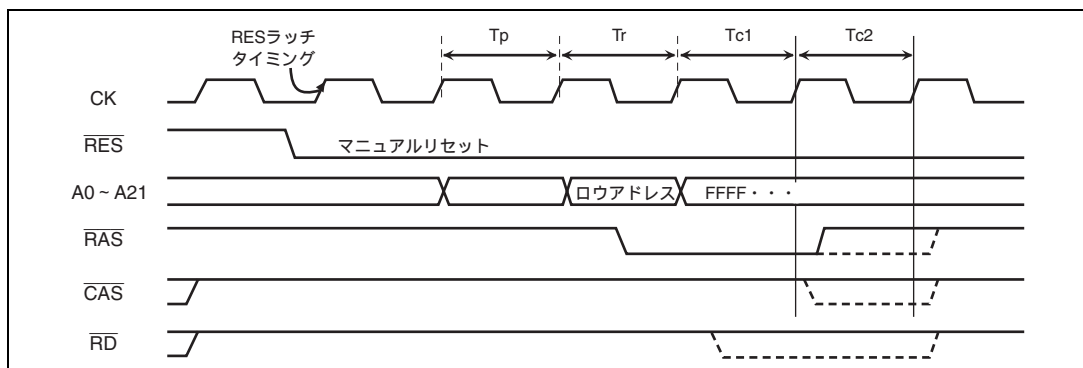 RESラッチ
タイミング
Tp Tr Tc1 Tc2
CK
RES マニュアルリセット
A0 ~ A21 ロウアドレス FFFF・・・
RAS
CAS
RD